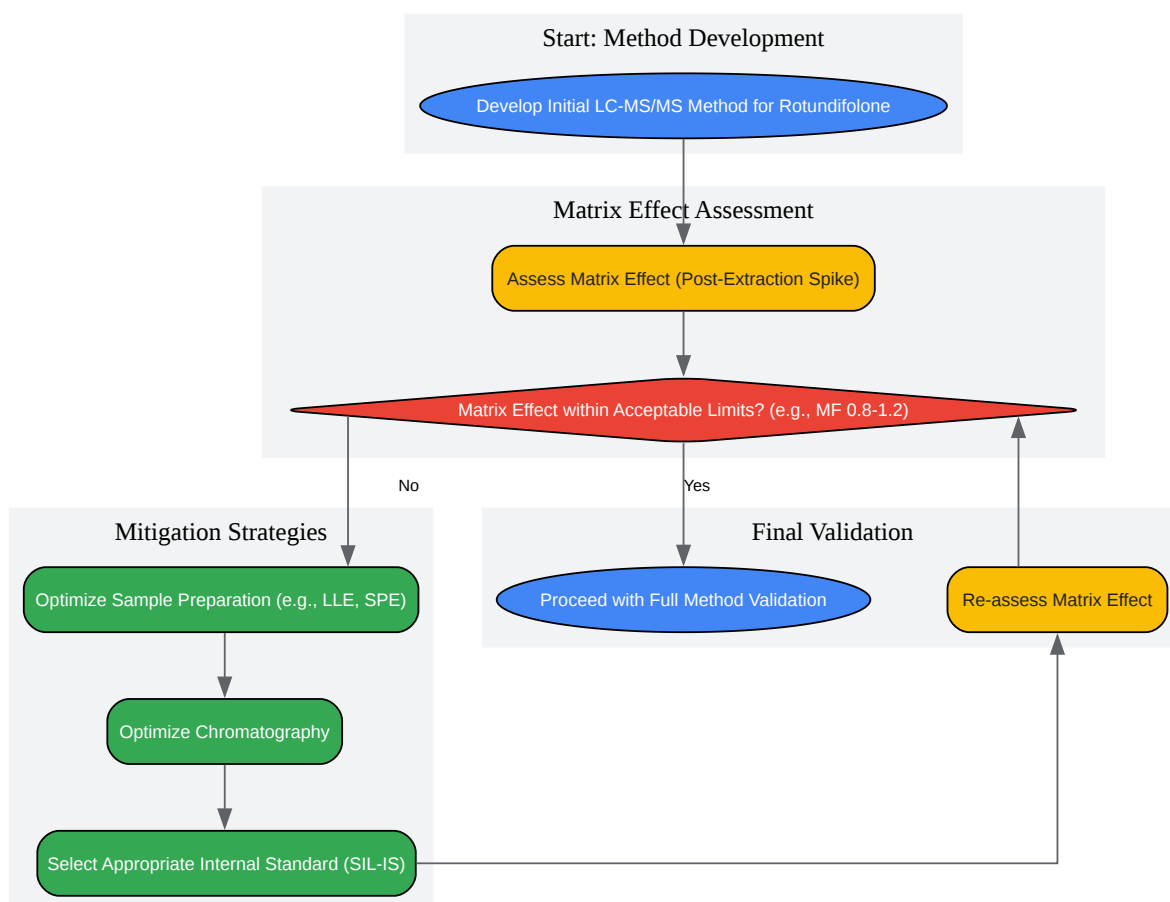 Start: Method Development
Develop Initial LC-MS/MS Method for Rotundifolone
Matrix Effect Assessment
Assess Matrix Effect (Post-Extraction Spike)
Matrix Effect within Acceptable Limits? (e.g., MF 0.8-1.2)
No
Yes
Mitigation Strategies
Optimize Sample Preparation (e.g., LLE, SPE)
Optimize Chromatography
Select Appropriate Internal Standard (SIL-IS)
Final Validation
Proceed with Full Method Validation
Re-assess Matrix Effect